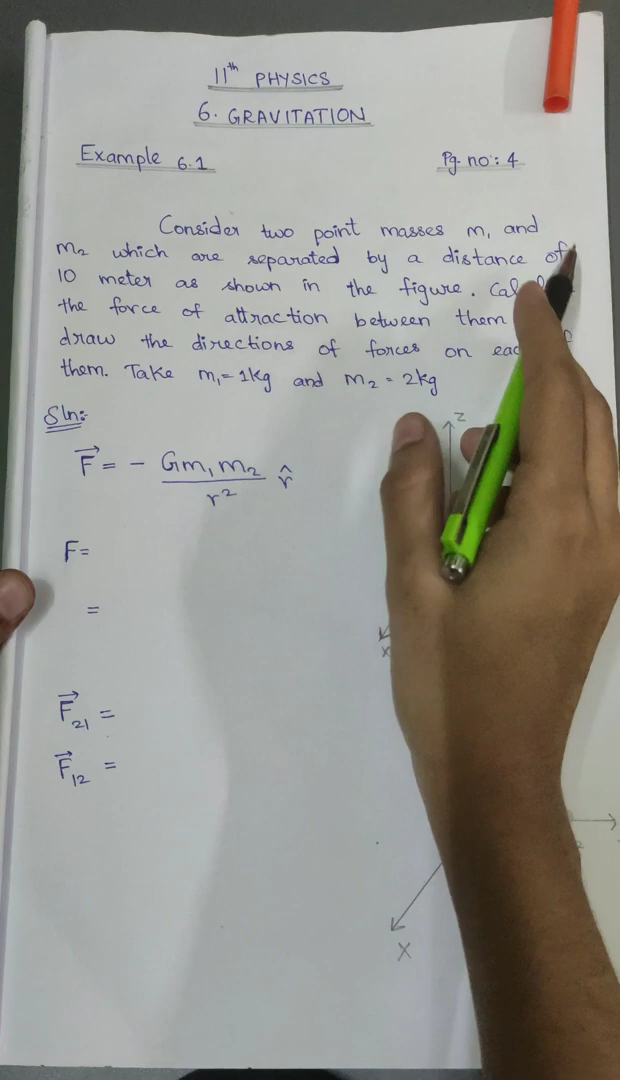 11th PHYSICS
6. GRAVITATION
Example 6.1
Pg. no: 4
Consider two point masses m₁ and
m₂ which are separated by a distance of
10 meter as shown in the figure.
the force of attraction between them
draw the directions of forces on
them. Take m₁ = 1kg and m₂ = 2kg
Sln:-
F⃗ = - Gm₁m₂/r² r̂
F=
=
F⃗₂₁ =
F⃗₁₂ =
Z
X
X